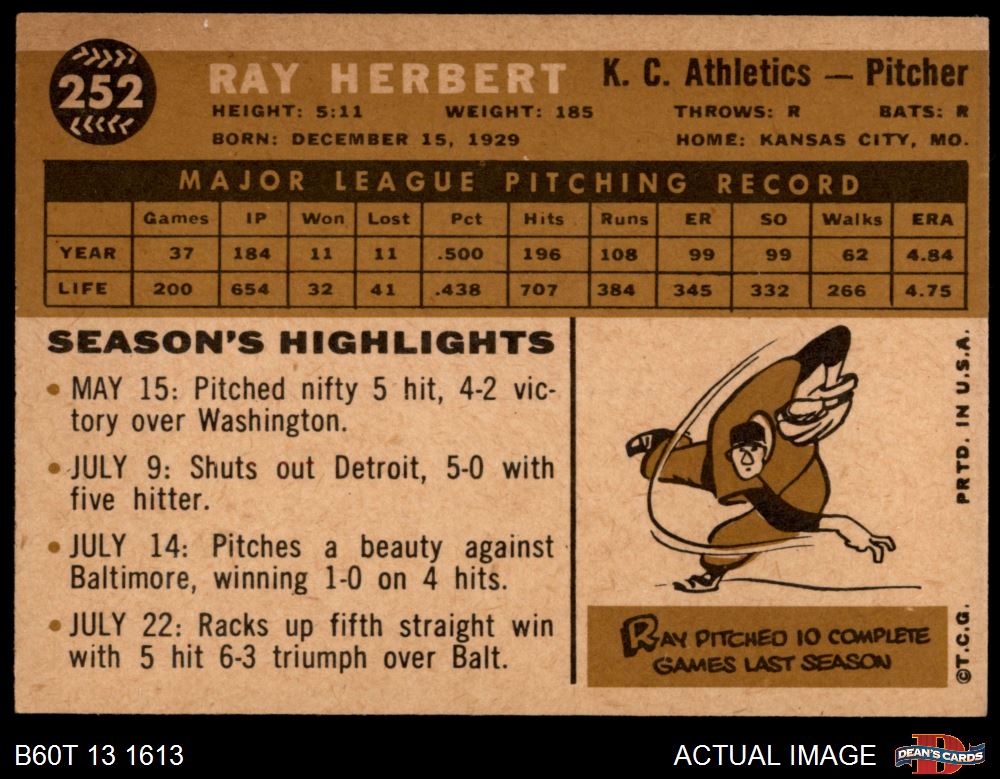 252
RAY HERBERT K. C. Athletics — Pitcher
HEIGHT: 5:11 WEIGHT: 185 THROWS: R BATS: R
BORN: DECEMBER 15, 1929 HOME: KANSAS CITY, MO.
MAJOR LEAGUE PITCHING RECORD
Games IP Won Lost Pct Hits Runs ER SO Walks ERA
YEAR 37 184 11 11 .500 196 108 99 99 62 4.84
LIFE 200 654 32 41 .438 707 384 345 332 266 4.75
SEASON'S HIGHLIGHTS
• MAY 15: Pitched nifty 5 hit, 4-2 vic-
tory over Washington.
• JULY 9: Shuts out Detroit, 5-0 with
five hitter.
• JULY 14: Pitches a beauty against
Baltimore, winning 1-0 on 4 hits.
• JULY 22: Racks up fifth straight win
with 5 hit 6-3 triumph over Balt.
RAY PITCHED 10 COMPLETE
GAMES LAST SEASON
PRTD. IN U.S.A.
©T.C.G.
B60T 13 1613 ACTUAL IMAGE
DEAN'S CARDS